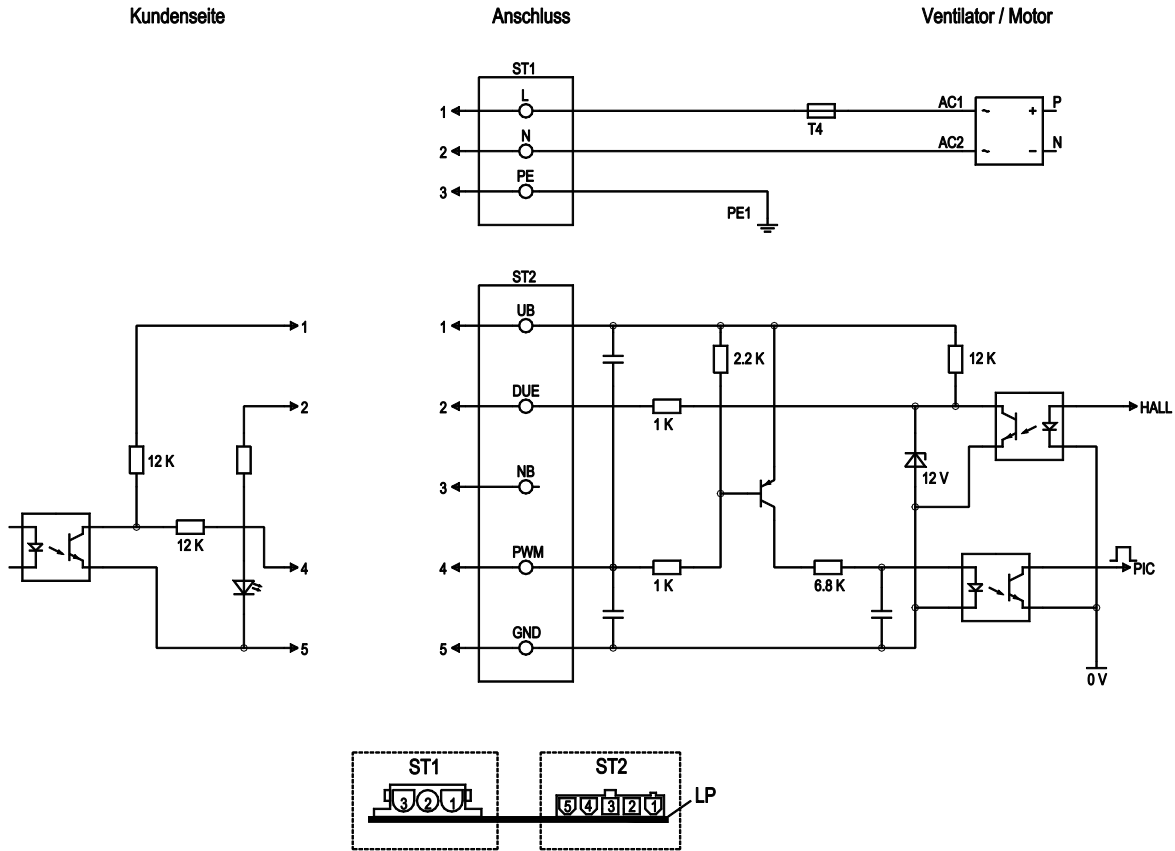 Kundenseite Anschluss Ventilator / Motor
ST1
L
1 AC1 ~ + P
T4
N
2 AC2 ~ – N
PE
3
PE1
ST2
UB
1 1
2.2 K 12 K
DUE
2 2 HALL
1 K
12 K
NB 12 V
3
12 K
PWM
4 4 PIC
1 K 6.8 K
GND
5 5
0 V
ST1 ST2
LP
3 2 1 5 4 3 2 1